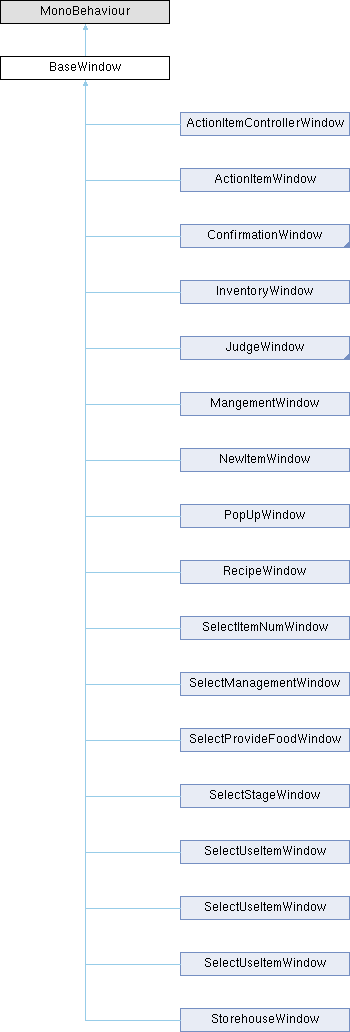 MonoBehaviour
BaseWindow
ActionItemControllerWindow
ActionItemWindow
ConfirmationWindow
InventoryWindow
JudgeWindow
MangementWindow
NewItemWindow
PopUpWindow
RecipeWindow
SelectItemNumWindow
SelectManagementWindow
SelectProvideFoodWindow
SelectStageWindow
SelectUseItemWindow
SelectUseItemWindow
SelectUseItemWindow
StorehouseWindow